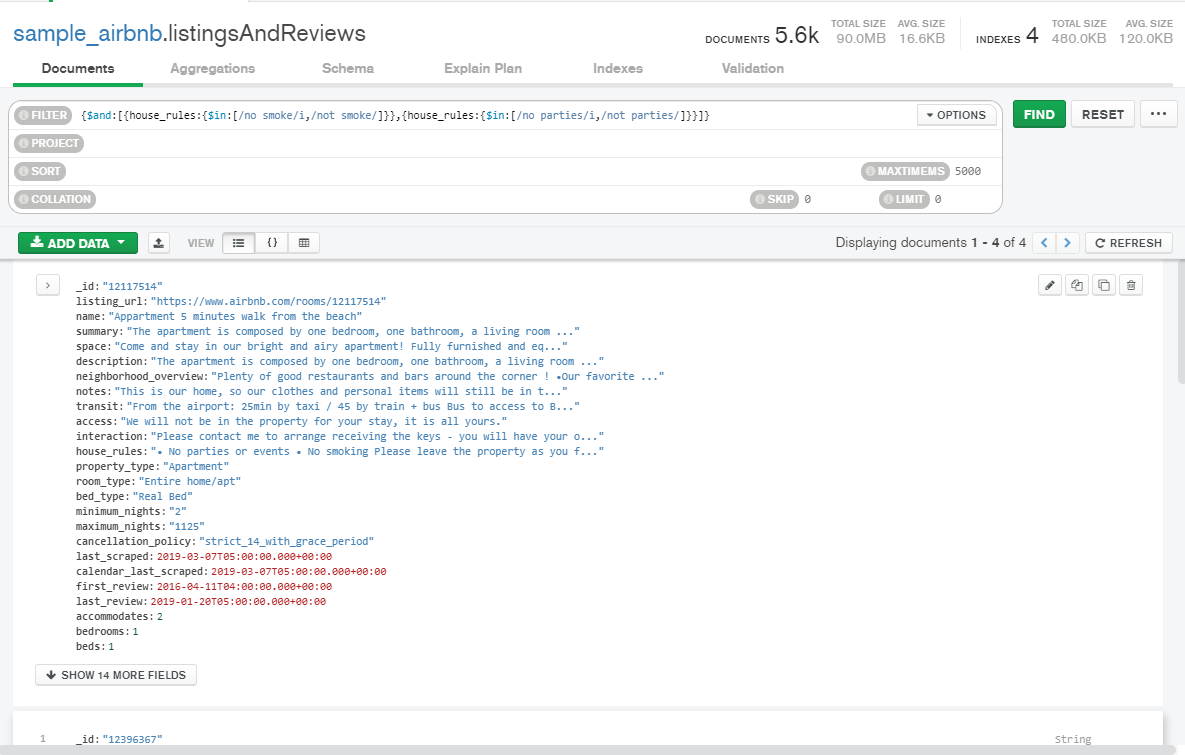 sample_airbnb.listingsAndReviews
DOCUMENTS 5.6k TOTAL SIZE 90.0MB AVG. SIZE 16.6KB INDEXES 4 TOTAL SIZE 480.0KB AVG. SIZE 120.0KB
Documents Aggregations Schema Explain Plan Indexes Validation
FILTER {$and:[{house_rules:{$in:[/no smoke/i,/not smoke/]}},{house_rules:{$in:[/no parties/i,/not parties/]}}]} OPTIONS FIND RESET ...
PROJECT
SORT MAXTIMEMS 5000
COLLATION SKIP 0 LIMIT 0
ADD DATA VIEW {} Displaying documents 1 - 4 of 4 < > REFRESH
_id:"12117514"
listing_url:"https://www.airbnb.com/rooms/12117514"
name:"Appartment 5 minutes walk from the beach"
summary:"The apartment is composed by one bedroom, one bathroom, a living room ..."
space:"Come and stay in our bright and airy apartment! Fully furnished and eq..."
description:"The apartment is composed by one bedroom, one bathroom, a living room ..."
neighborhood_overview:"Plenty of good restaurants and bars around the corner ! •Our favorite ..."
notes:"This is our home, so our clothes and personal items will still be in t..."
transit:"From the airport: 25min by taxi / 45 by train + bus Bus to access to B..."
access:"We will not be in the property for your stay, it is all yours."
interaction:"Please contact me to arrange receiving the keys - you will have your o..."
house_rules:"• No parties or events • No smoking Please leave the property as you f..."
property_type:"Apartment"
room_type:"Entire home/apt"
bed_type:"Real Bed"
minimum_nights:"2"
maximum_nights:"1125"
cancellation_policy:"strict_14_with_grace_period"
last_scraped:2019-03-07T05:00:00.000+00:00
calendar_last_scraped:2019-03-07T05:00:00.000+00:00
first_review:2016-04-11T04:00:00.000+00:00
last_review:2019-01-20T05:00:00.000+00:00
accommodates:2
bedrooms:1
beds:1
SHOW 14 MORE FIELDS
1 _id:"12396367" String